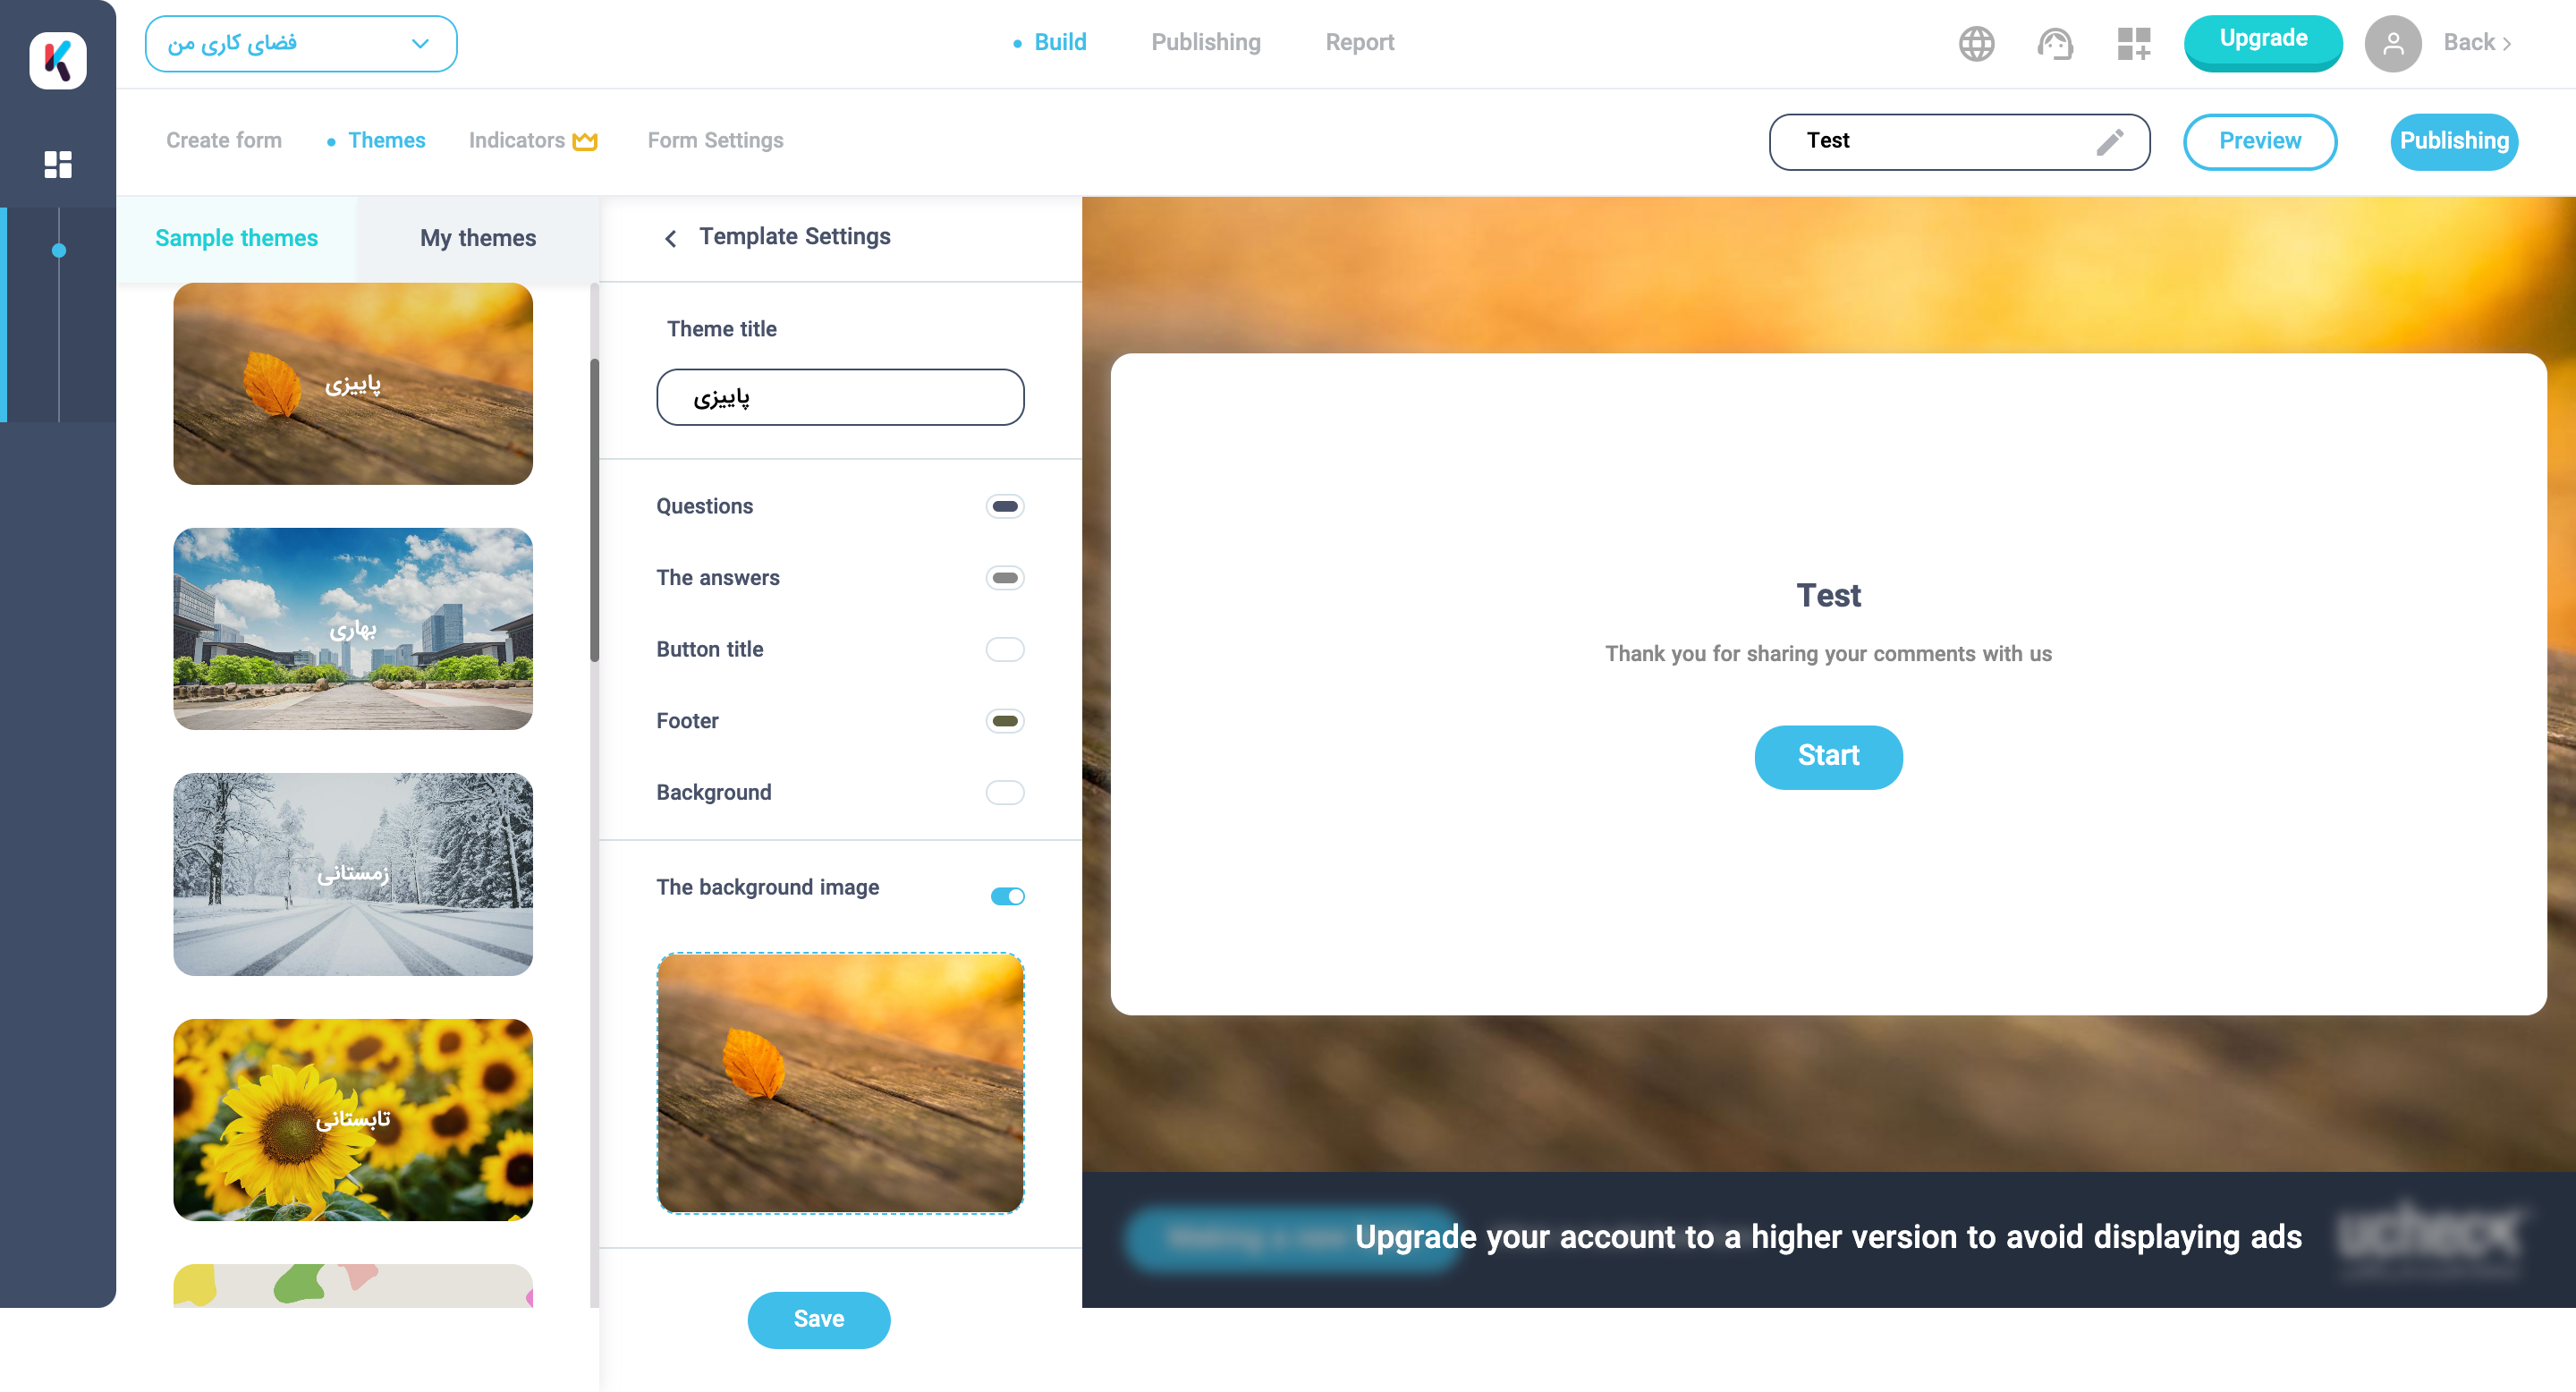 فضای کاری من
Build
Publishing
Report
Upgrade
Back
Create form
Themes
Indicators
Form Settings
Test
Preview
Publishing
Sample themes
My themes
پاییزی
بهاری
زمستانی
تابستانی
Template Settings
Theme title
پاییزی
Questions
The answers
Button title
Footer
Background
The background image
Save
Test
Thank you for sharing your comments with us
Start
Upgrade your account to a higher version to avoid displaying ads